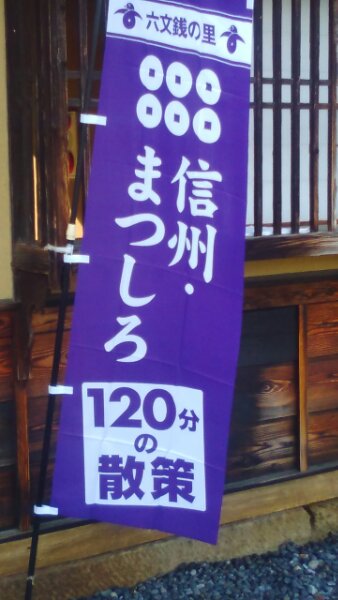 六文銭の里
信州・
まつしろ
120分
の
散策